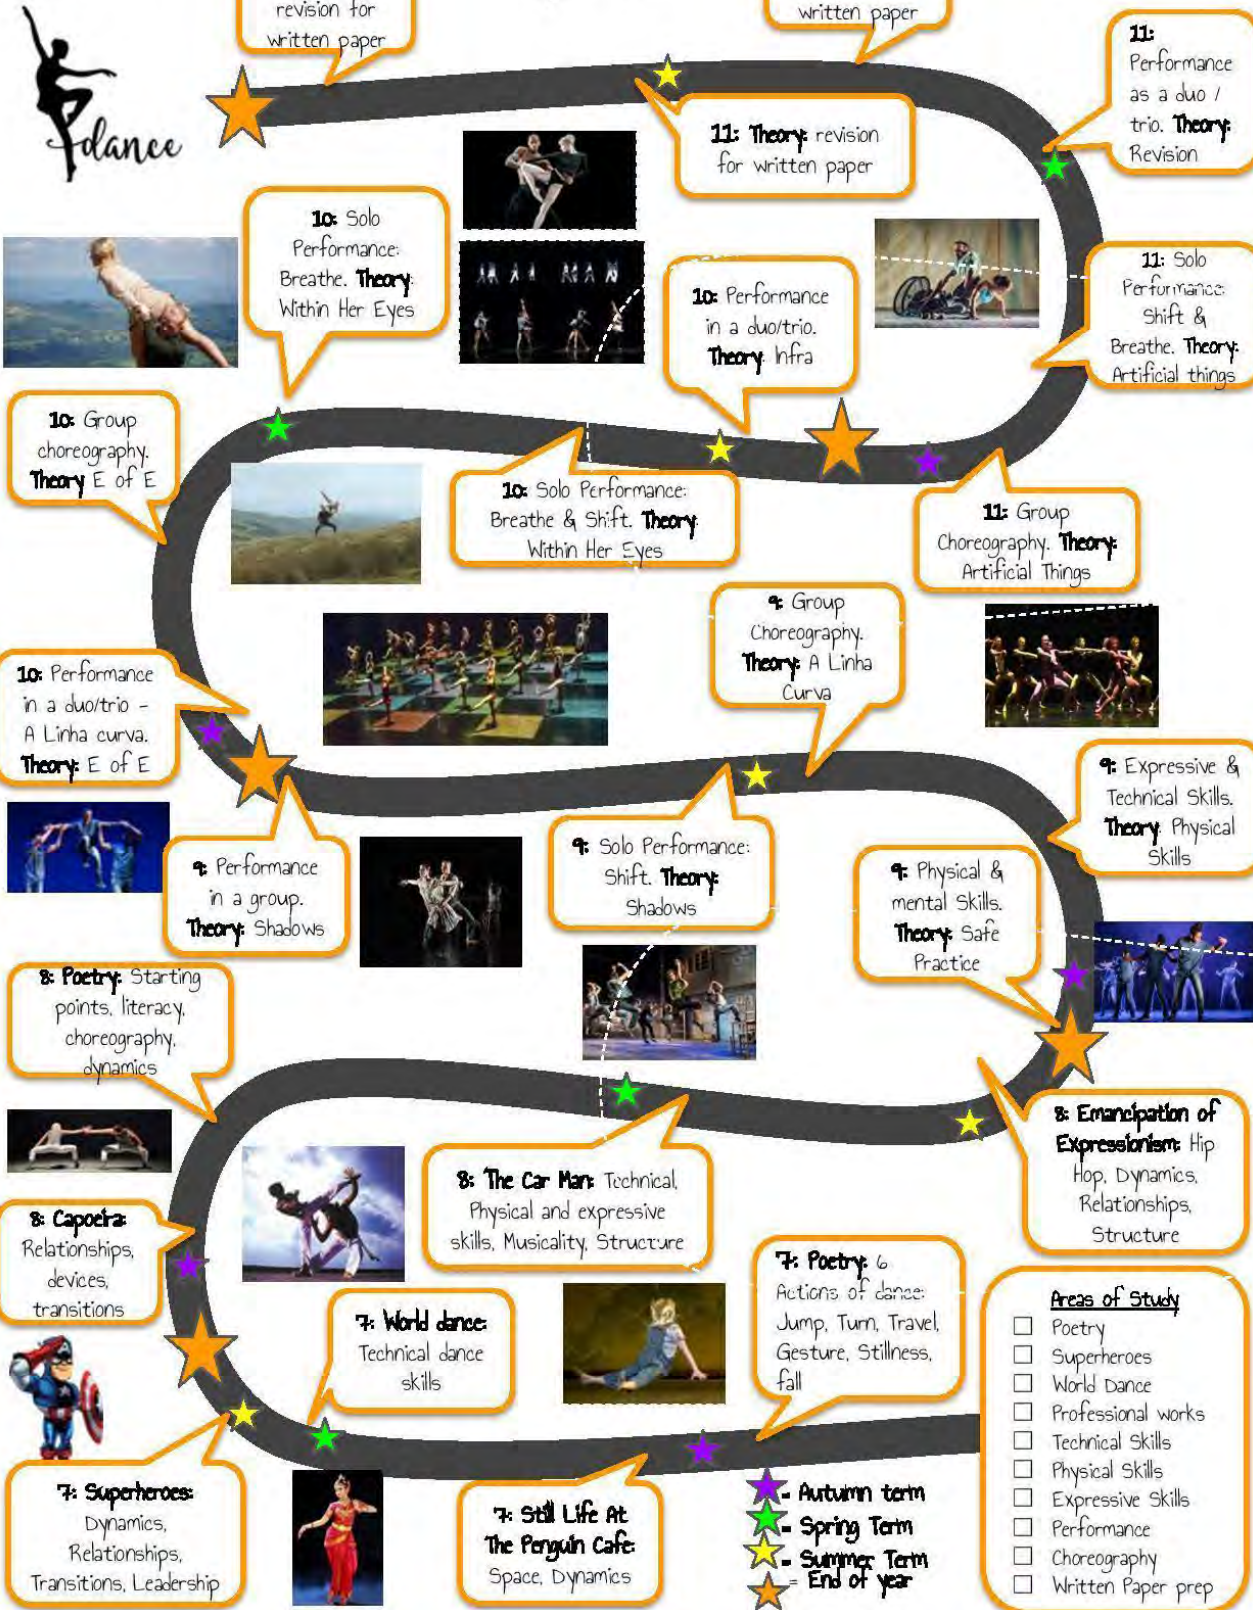 revision for
written paper
written paper
dance
11:
Performance
as a duo /
trio. Theory:
Revision
11: Theory: revision
for written paper
10: Solo
Performance:
Breathe. Theory:
Within Her Eyes
10: Performance
in a duo/trio.
Theory: Infra
11: Solo
Performance:
Shift &
Breathe. Theory:
Artificial things
10: Group
choreography.
Theory E of E
10: Solo Performance:
Breathe & Shift. Theory:
Within Her Eyes
11: Group
Choreography. Theory:
Artificial Things
9: Group
Choreography.
Theory: A Linha
Curva
10: Performance
in a duo/trio -
A Linha curva.
Theory: E of E
9: Expressive &
Technical Skills.
Theory: Physical
Skills
9: Performance
in a group.
Theory: Shadows
9: Solo Performance:
Shift. Theory:
Shadows
9: Physical &
mental Skills.
Theory: Safe
Practice
8: Poetry: Starting
points, literacy,
choreography,
dynamics
8: Emancipation of
Expressionism: Hip
Hop, Dynamics,
Relationships,
Structure
8: The Car Man: Technical,
Physical and expressive
skills, Musicality, Structure
8: Capoeira:
Relationships,
devices,
transitions
7: World dance:
Technical dance
skills
7: Poetry: 6
Actions of dance:
Jump, Turn, Travel,
Gesture, Stillness,
fall
7: Superheroes:
Dynamics,
Relationships,
Transitions, Leadership
7: Still Life At
The Penguin Cafe:
Space, Dynamics
= Autumn term
= Spring Term
= Summer Term
= End of year
Areas of Study
Poetry
Superheroes
World Dance
Professional works
Technical Skills
Physical Skills
Expressive Skills
Performance
Choreography
Written Paper prep